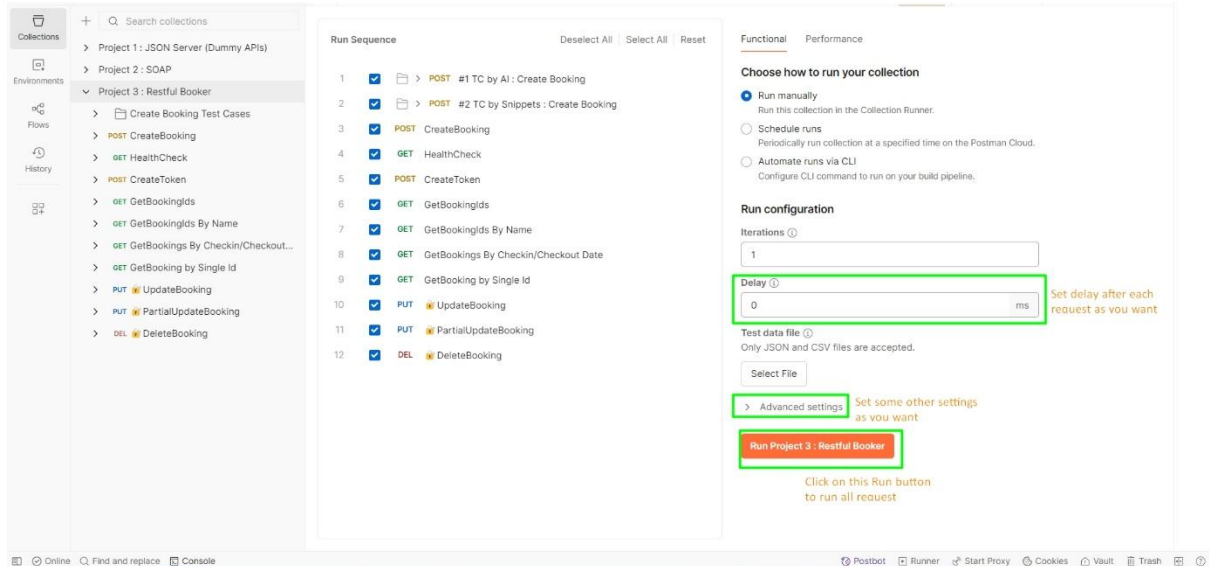 Collections
Environments
Flows
History
Search collections
Project 1 : JSON Server (Dummy APIs)
Project 2 : SOAP
Project 3 : Restful Booker
Create Booking Test Cases
POST CreateBooking
GET HealthCheck
POST CreateToken
GET GetBookingIds
GET GetBookingIds By Name
GET GetBookings By Checkin/Checkout...
GET GetBooking by Single Id
PUT UpdateBooking
PUT PartialUpdateBooking
DEL DeleteBooking
Run Sequence
Deselect All Select All Reset
1 POST #1 TC by AI : Create Booking
2 POST #2 TC by Snippets : Create Booking
3 POST CreateBooking
4 GET HealthCheck
5 POST CreateToken
6 GET GetBookingIds
7 GET GetBookingIds By Name
8 GET GetBookings By Checkin/Checkout Date
9 GET GetBooking by Single Id
10 PUT UpdateBooking
11 PUT PartialUpdateBooking
12 DEL DeleteBooking
Functional Performance
Choose how to run your collection
Run manually
Run this collection in the Collection Runner.
Schedule runs
Periodically run collection at a specified time on the Postman Cloud.
Automate runs via CLI
Configure CLI command to run on your build pipeline.
Run configuration
Iterations
1
Delay
0 ms
Set delay after each
request as you want
Test data file
Only JSON and CSV files are accepted.
Select File
Advanced settings
Set some other settings
as you want
Run Project 3 : Restful Booker
Click on this Run button
to run all request
Online Find and replace Console
Postbot Runner Start Proxy Cookies Vault Trash